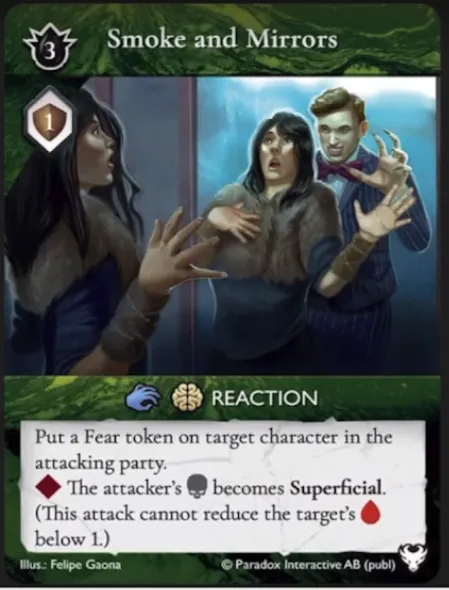 3
Smoke and Mirrors
1
REACTION
Put a Fear token on target character in the
attacking party.
The attacker's becomes Superficial.
(This attack cannot reduce the target's
below 1.)
Illus.: Felipe Gaona
© Paradox Interactive AB (publ)